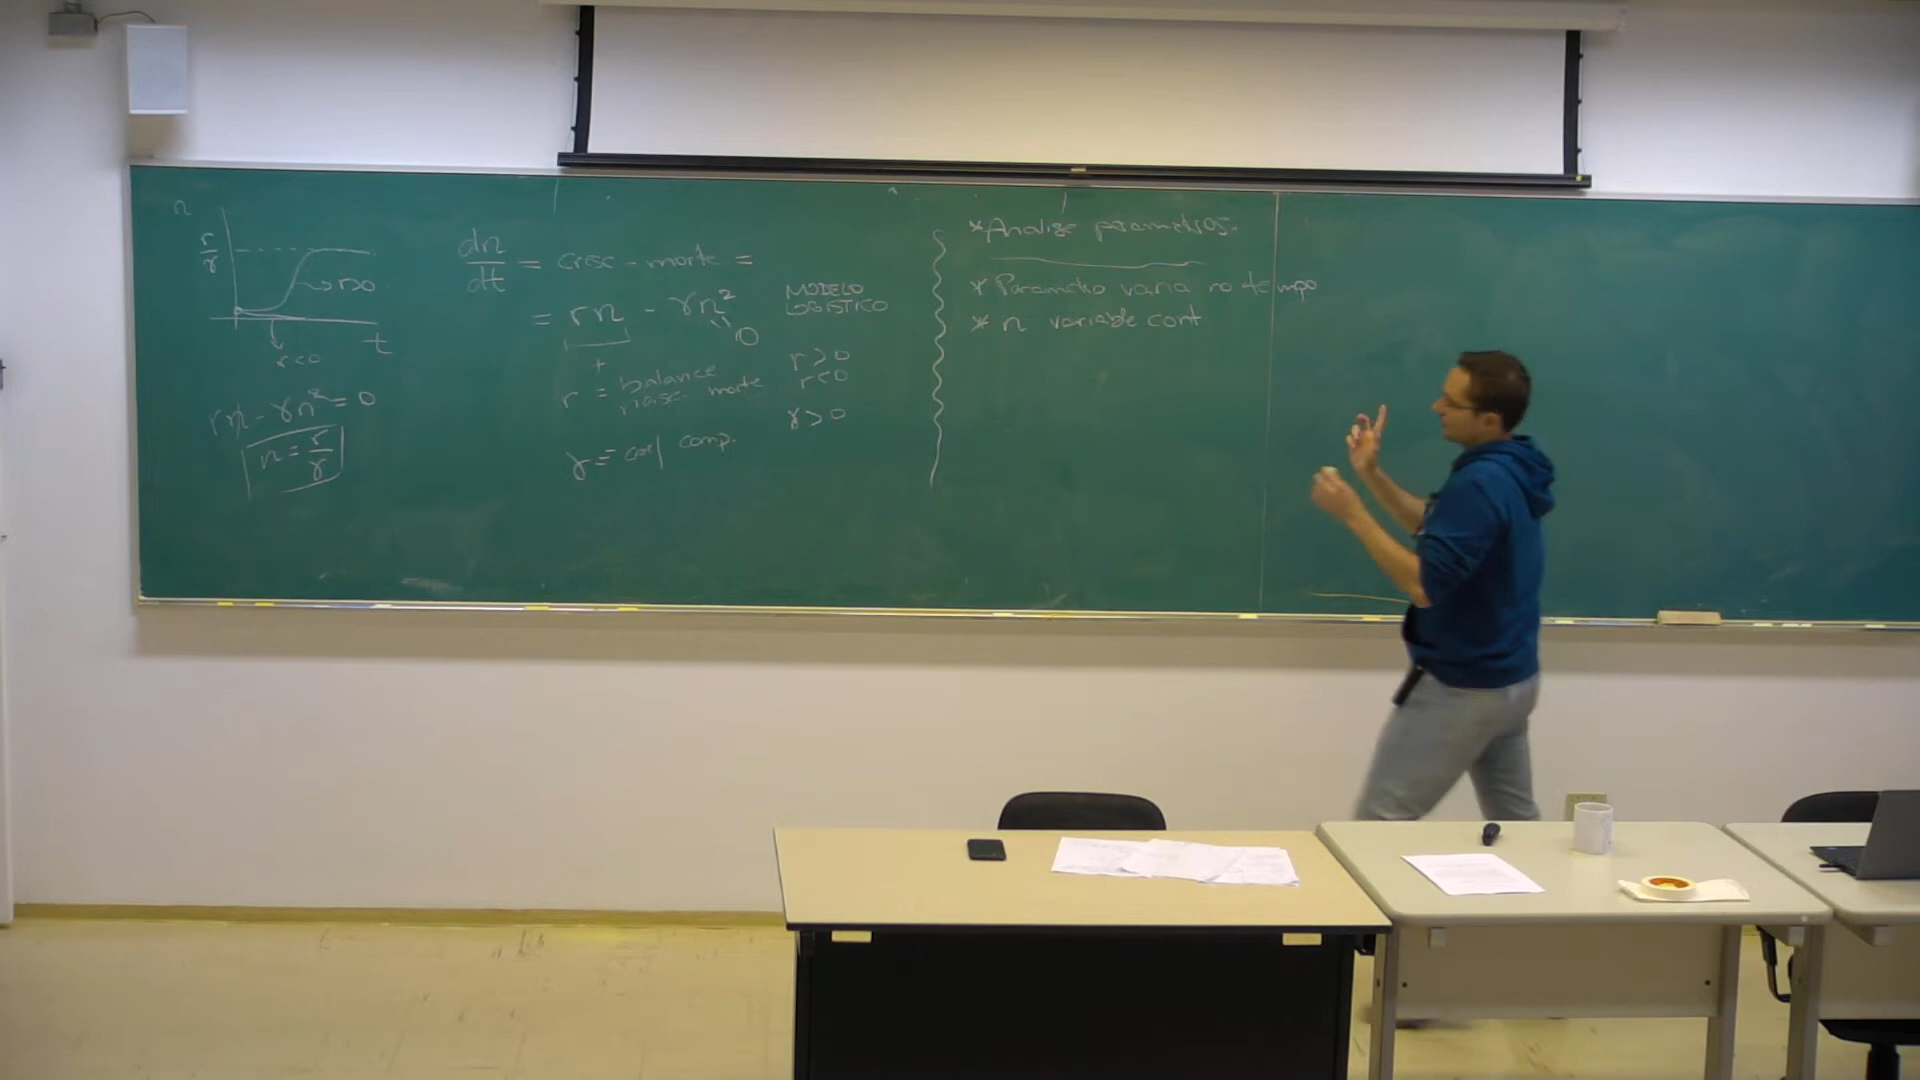 n
r/γ
r>0
t
r<0
rn - γn² = 0
n = r/γ
dn/dt = cresc - morte =
= rn - γn²
0
+
MODELO
LOGISTICO
r = balance
nasc - morte
r>0
r<0
γ = coef comp.
γ>0
*Analise parametros.
* Parametro varia no tempo
* n variable cont